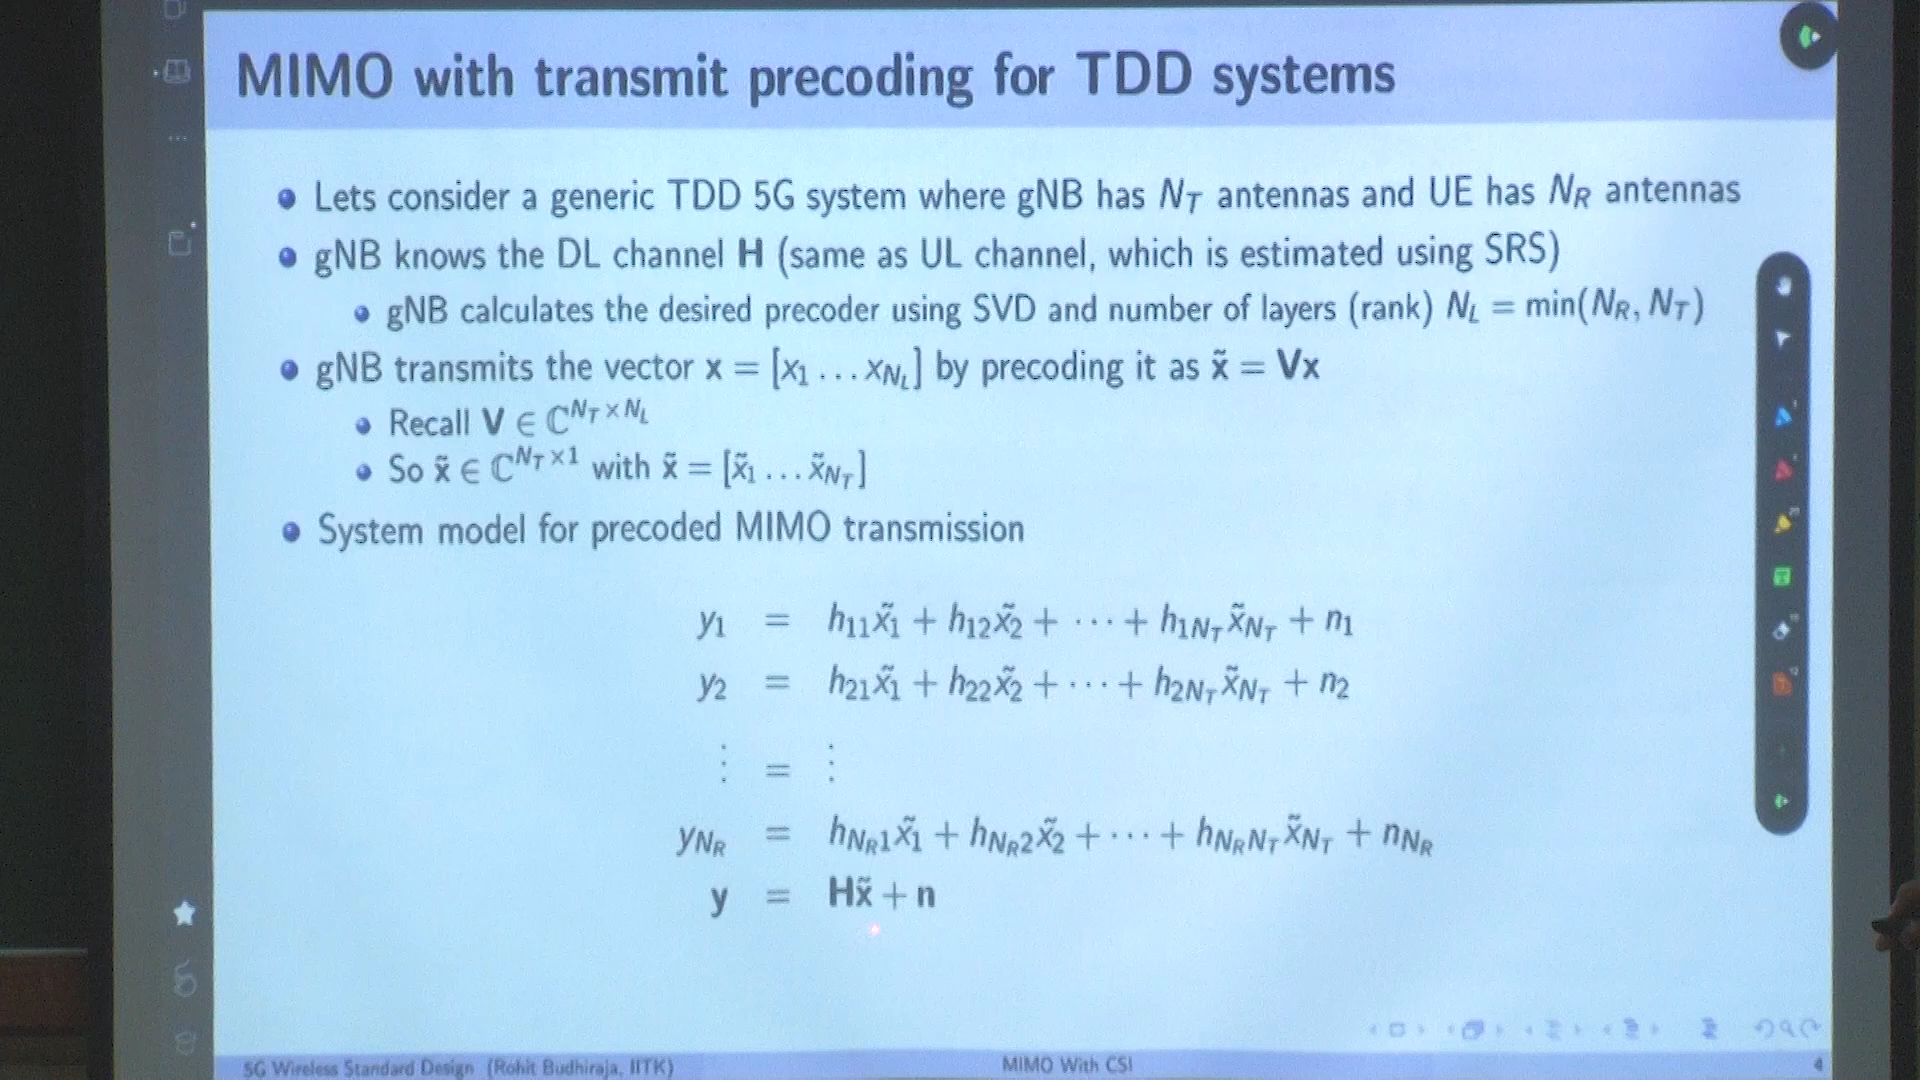 MIMO with transmit precoding for TDD systems
Lets consider a generic TDD 5G system where gNB has N_T antennas and UE has N_R antennas
gNB knows the DL channel H (same as UL channel, which is estimated using SRS)
gNB calculates the desired precoder using SVD and number of layers (rank) N_L = min(N_R, N_T)
gNB transmits the vector x = [x_1 … x_{N_L}] by precoding it as x̃ = Vx
Recall V ∈ ℂ^{N_T×N_L}
So x̃ ∈ ℂ^{N_T×1} with x̃ = [x̃_1 … x̃_{N_T}]
System model for precoded MIMO transmission
y_1 = h_{11}x̃_1 + h_{12}x̃_2 + ⋯ + h_{1N_T}x̃_{N_T} + n_1
y_2 = h_{21}x̃_1 + h_{22}x̃_2 + ⋯ + h_{2N_T}x̃_{N_T} + n_2
⋮ = ⋮
y_{N_R} = h_{N_R1}x̃_1 + h_{N_R2}x̃_2 + ⋯ + h_{N_RN_T}x̃_{N_T} + n_{N_R}
y = Hx̃ + n
5G Wireless Standard Design (Rohit Budhiraja, IITK) MIMO With CSI 4